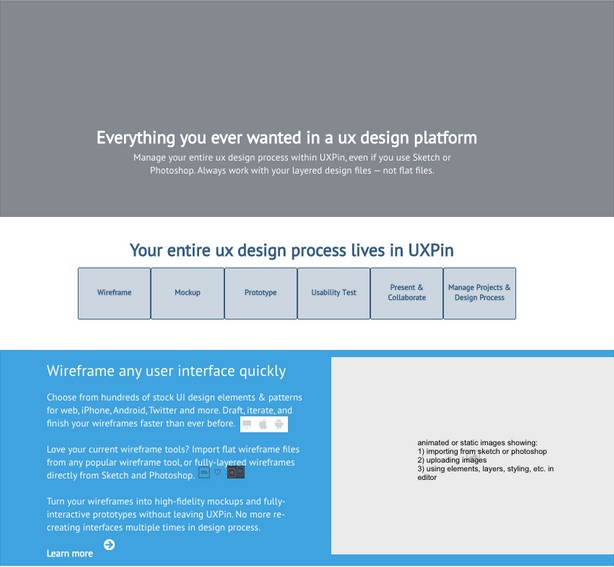 Everything you ever wanted in a ux design platform
Manage your entire ux design process within UXPin, even if you use Sketch or
Photoshop. Always work with your layered design files — not flat files.
Your entire ux design process lives in UXPin
Wireframe
Mockup
Prototype
Usability Test
Present &
Collaborate
Manage Projects &
Design Process
Wireframe any user interface quickly
Choose from hundreds of stock UI design elements & patterns
for web, iPhone, Android, Twitter and more. Draft, iterate, and
finish your wireframes faster than ever before.
Love your current wireframe tools? Import flat wireframe files
from any popular wireframe tool, or fully-layered wireframes
directly from Sketch and Photoshop.
Turn your wireframes into high-fidelity mockups and fully-
interactive prototypes without leaving UXPin. No more re-
creating interfaces multiple times in design process.
Learn more
animated or static images showing:
1) importing from sketch or photoshop
2) uploading images
3) using elements, layers, styling, etc. in
editor